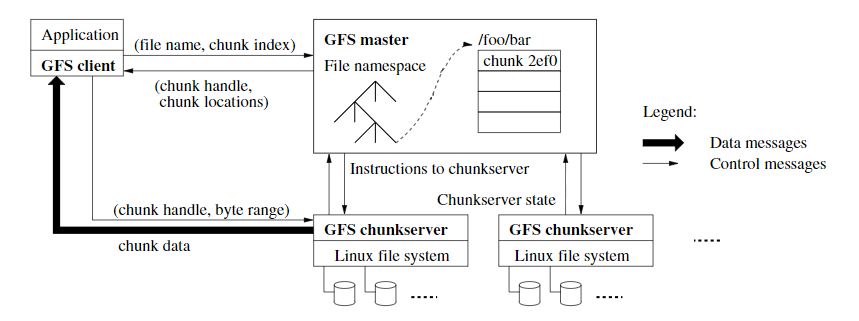 Application
GFS client
(file name, chunk index)
(chunk handle,
chunk locations)
GFS master
File namespace
/foo/bar
chunk 2ef0
Legend:
Data messages
Control messages
Instructions to chunkserver
Chunkserver state
(chunk handle, byte range)
chunk data
GFS chunkserver
Linux file system
GFS chunkserver
Linux file system